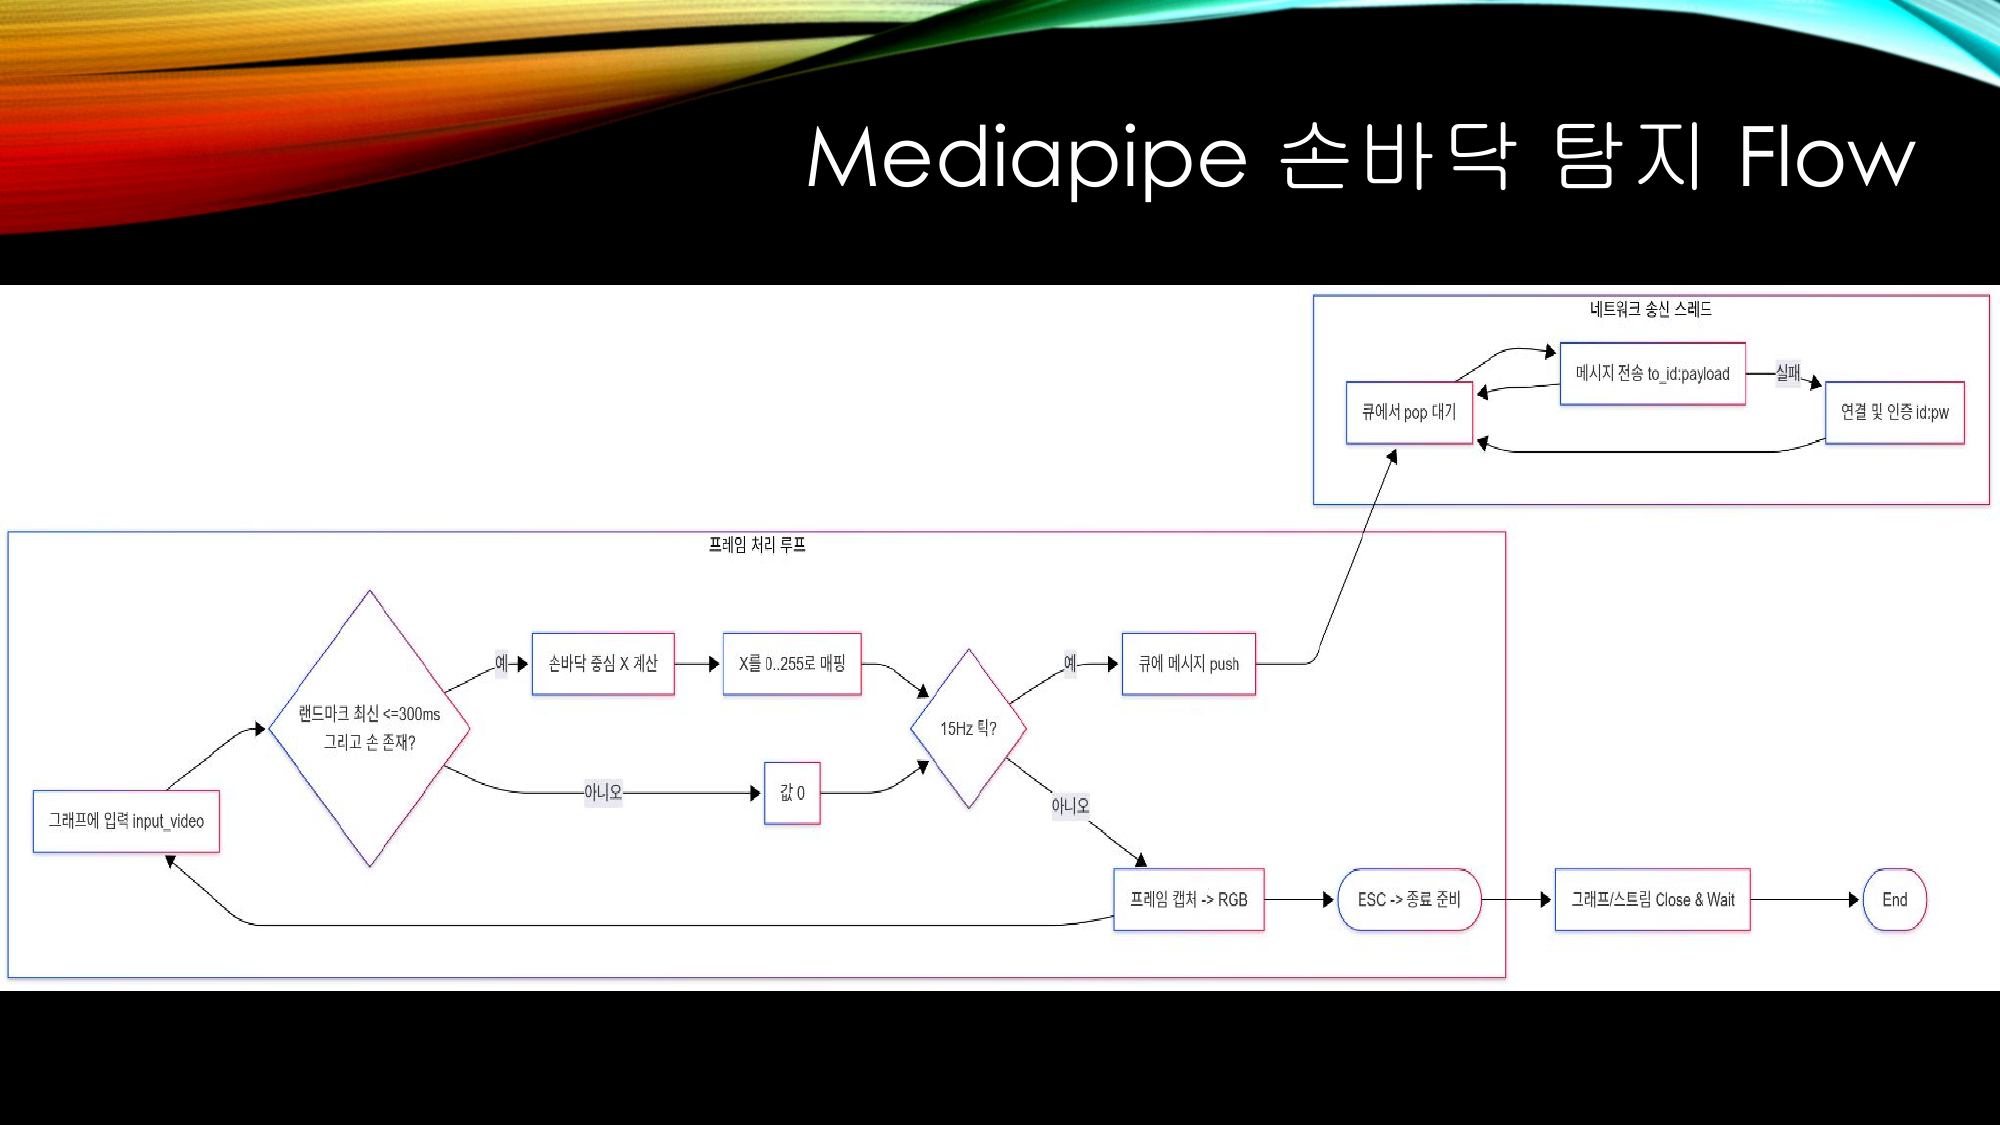 Mediapipe 손바닥 탐지 Flow
네트워크 송신 스레드
큐에서 pop 대기
메시지 전송 to_id:payload
실패
연결 및 인증 id:pw
프레임 처리 루프
그래프에 입력 input_video
랜드마크 최신 <=300ms
그리고 손 존재?
예
손바닥 중심 X 계산
X를 0..255로 매핑
아니오
값 0
15Hz 틱?
예
큐에 메시지 push
아니오
프레임 캡처 -> RGB
ESC -> 종료 준비
그래프/스트림 Close & Wait
End